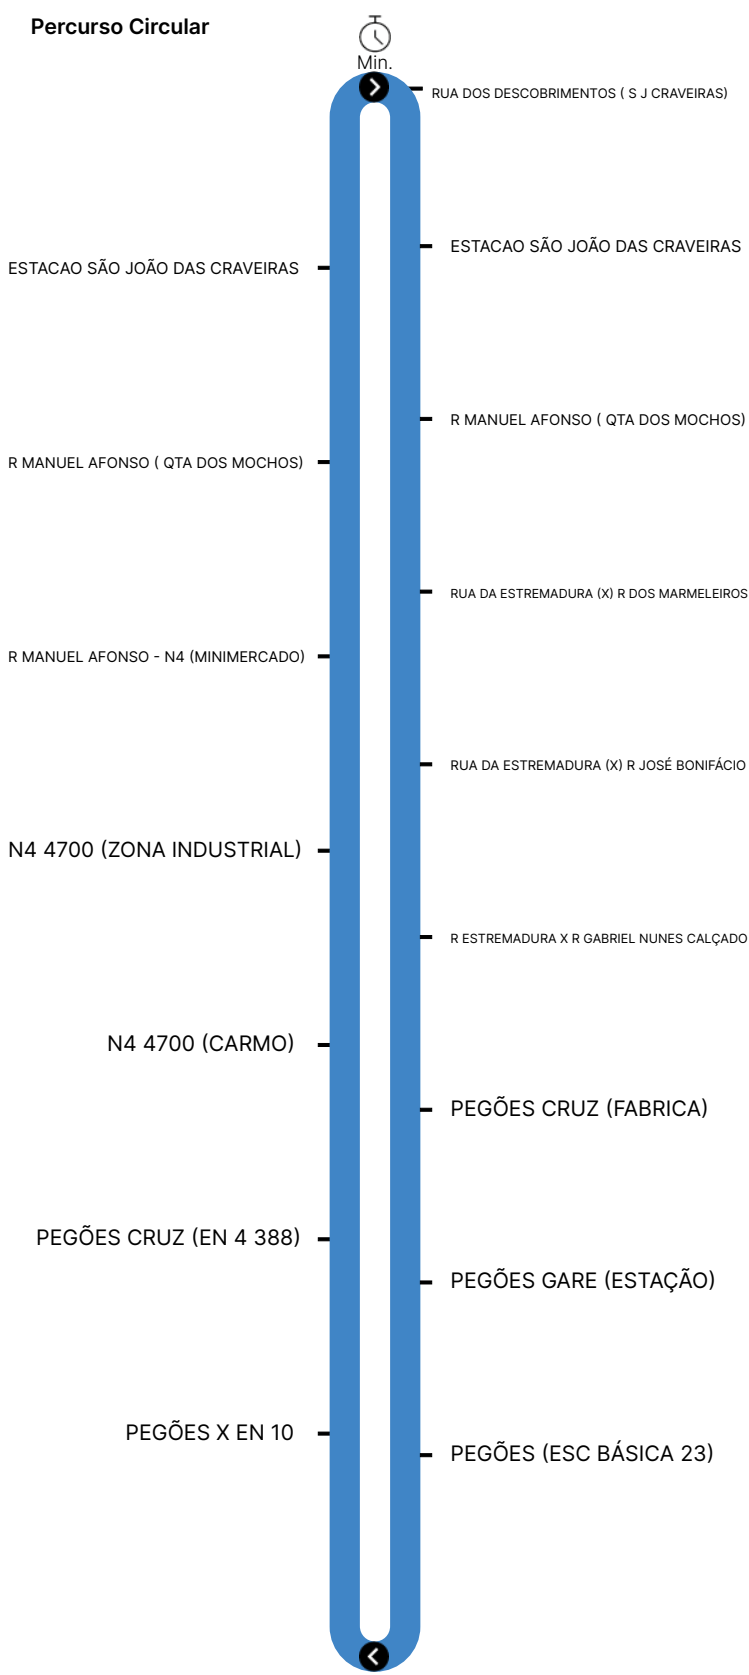 Percurso Circular
Min.
RUA DOS DESCOBRIMENTOS ( S J CRAVEIRAS)
ESTACAO SÃO JOÃO DAS CRAVEIRAS
ESTACAO SÃO JOÃO DAS CRAVEIRAS
R MANUEL AFONSO ( QTA DOS MOCHOS)
R MANUEL AFONSO ( QTA DOS MOCHOS)
RUA DA ESTREMADURA (X) R DOS MARMELEIROS
R MANUEL AFONSO - N4 (MINIMERCADO)
RUA DA ESTREMADURA (X) R JOSÉ BONIFÁCIO
N4 4700 (ZONA INDUSTRIAL)
R ESTREMADURA X R GABRIEL NUNES CALÇADO
N4 4700 (CARMO)
PEGÕES CRUZ (FABRICA)
PEGÕES CRUZ (EN 4 388)
PEGÕES GARE (ESTAÇÃO)
PEGÕES X EN 10
PEGÕES (ESC BÁSICA 23)